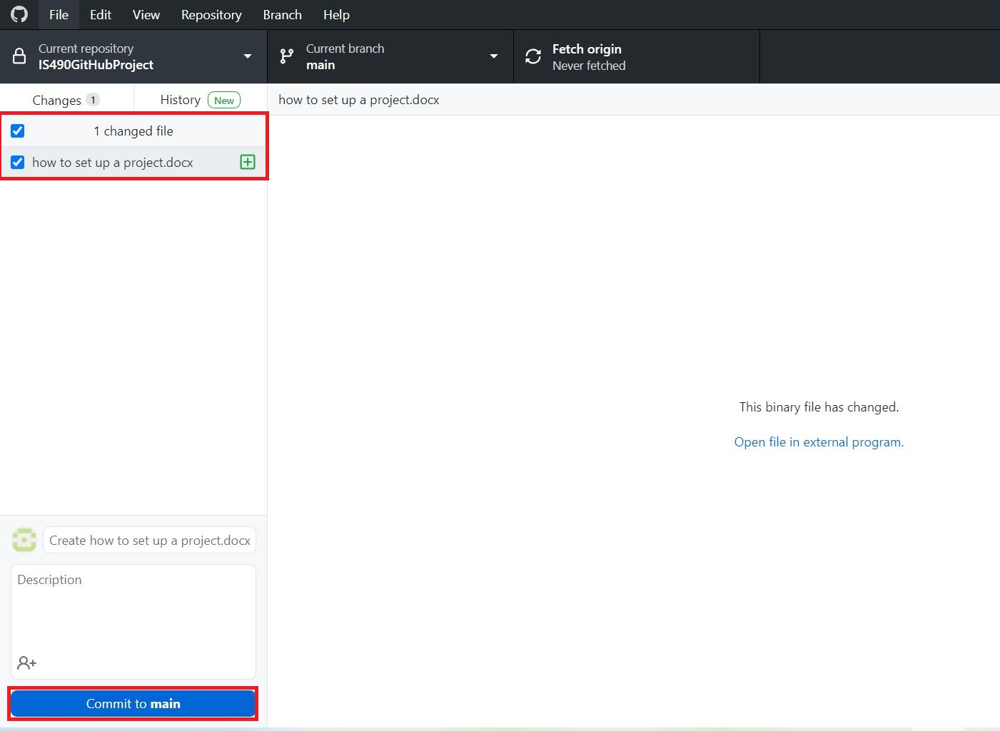 File Edit View Repository Branch Help
Current repository
IS490GitHubProject
Current branch
main
Fetch origin
Never fetched
Changes 1
History New
how to set up a project.docx
1 changed file
how to set up a project.docx
This binary file has changed.
Open file in external program.
Create how to set up a project.docx
Description
Commit to main